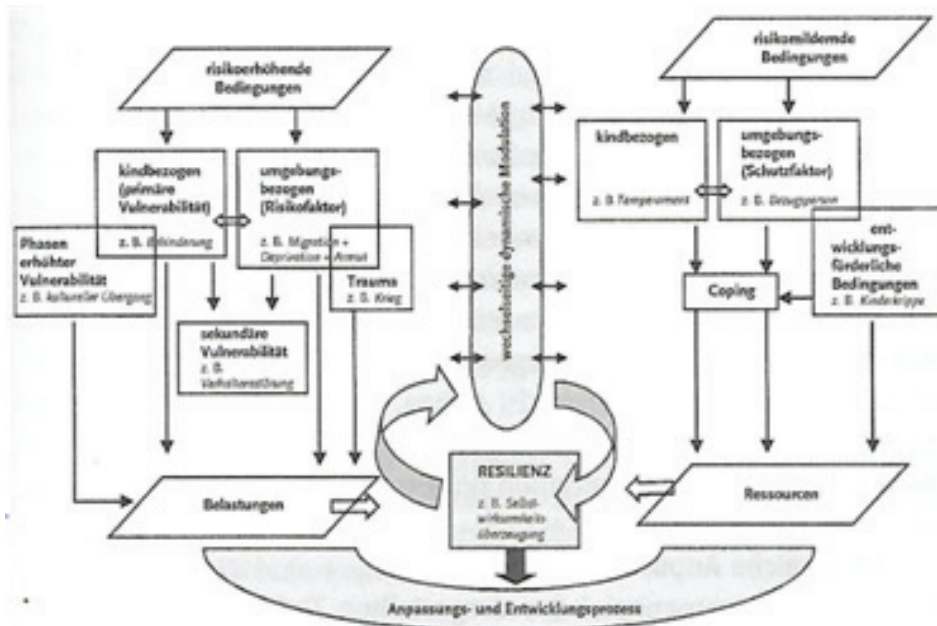 risikoerhöhende
Bedingungen
kindbezogen
(primäre
Vulnerabilität)
z. B. Behinderung
umgebungs-
bezogen
(Risikofaktor)
z. B. Migration +
Deprivation + Armut
Phasen
erhöhter
Vulnerabilität
z. B. kultureller Übergang
Trauma
z. B. Krieg
sekundäre
Vulnerabilität
z. B.
Verhaltensstörung
Belastungen
wechselseitige dynamische Modulation
RESILIENZ
z. B. Selbst-
wirksamkeits-
überzeugung
risikomildernde
Bedingungen
kindbezogen
z. B. Temperament
umgebungs-
bezogen
(Schutzfaktor)
z. B. Bezugsperson
ent-
wicklungs-
förderliche
Bedingungen
z. B. Kinderkrippe
Coping
Ressourcen
Anpassungs- und Entwicklungsprozess